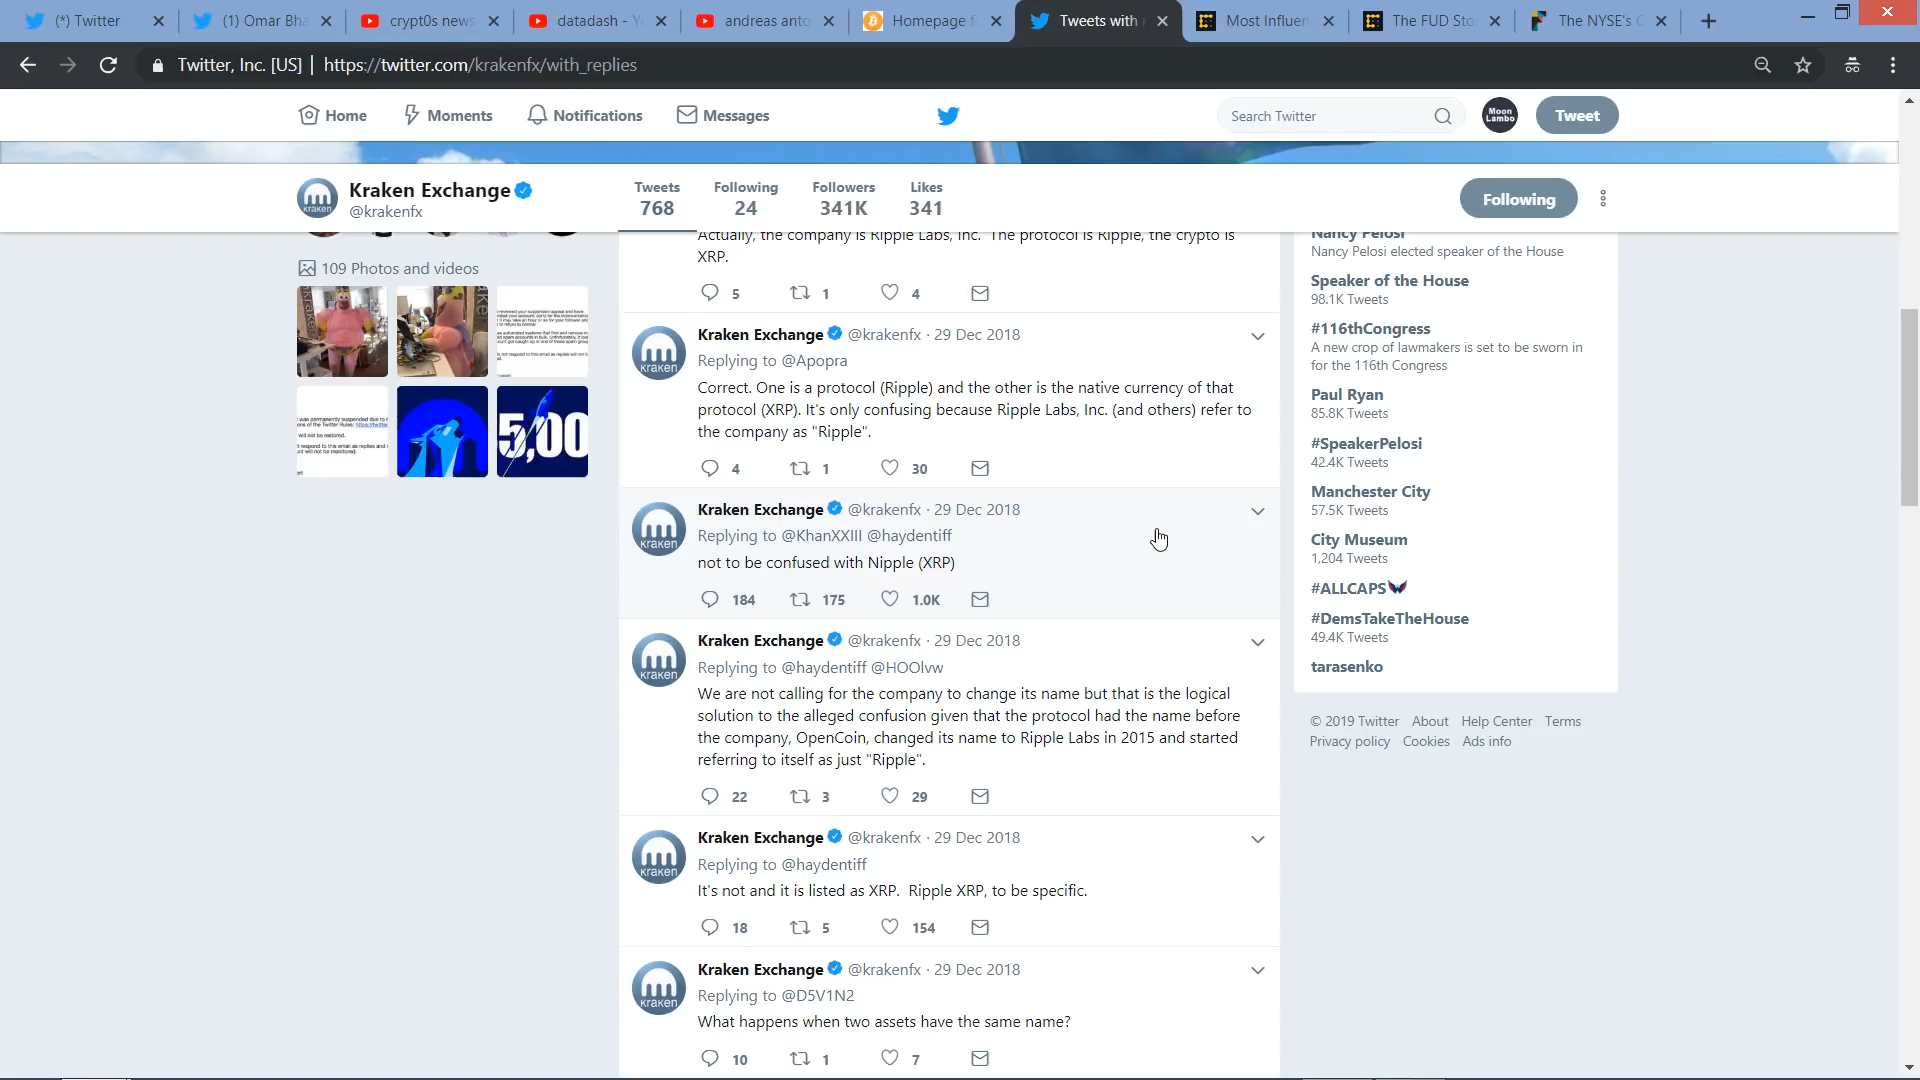 (*) Twitter
(1) Omar Bha
crypt0s news
datadash - Y
andreas anto
Homepage f
Tweets with
Most Influen
The FUD Sto
The NYSE's C
Twitter, Inc. [US] | https://twitter.com/krakenfx/with_replies
Home
Moments
Notifications
Messages
Search Twitter
Moon Lambo
Tweet
Kraken Exchange
@krakenfx
Tweets 768
Following 24
Followers 341K
Likes 341
Following
109 Photos and videos
5,00
Actually, the company is Ripple Labs, Inc. The protocol is Ripple, the crypto is
XRP.
5 1 4
Kraken Exchange @krakenfx · 29 Dec 2018
Replying to @Apopra
Correct. One is a protocol (Ripple) and the other is the native currency of that
protocol (XRP). It's only confusing because Ripple Labs, Inc. (and others) refer to
the company as "Ripple".
4 1 30
Kraken Exchange @krakenfx · 29 Dec 2018
Replying to @KhanXXIII @haydentiff
not to be confused with Nipple (XRP)
184 175 1.0K
Kraken Exchange @krakenfx · 29 Dec 2018
Replying to @haydentiff @HOOlvw
We are not calling for the company to change its name but that is the logical
solution to the alleged confusion given that the protocol had the name before
the company, OpenCoin, changed its name to Ripple Labs in 2015 and started
referring to itself as just "Ripple".
22 3 29
Kraken Exchange @krakenfx · 29 Dec 2018
Replying to @haydentiff
It's not and it is listed as XRP. Ripple XRP, to be specific.
18 5 154
Kraken Exchange @krakenfx · 29 Dec 2018
Replying to @D5V1N2
What happens when two assets have the same name?
10 1 7
Nancy Pelosi
Nancy Pelosi elected speaker of the House
Speaker of the House
98.1K Tweets
#116thCongress
A new crop of lawmakers is set to be sworn in
for the 116th Congress
Paul Ryan
85.8K Tweets
#SpeakerPelosi
42.4K Tweets
Manchester City
57.5K Tweets
City Museum
1,204 Tweets
#ALLCAPS
#DemsTakeTheHouse
49.4K Tweets
tarasenko
© 2019 Twitter About Help Center Terms
Privacy policy Cookies Ads info